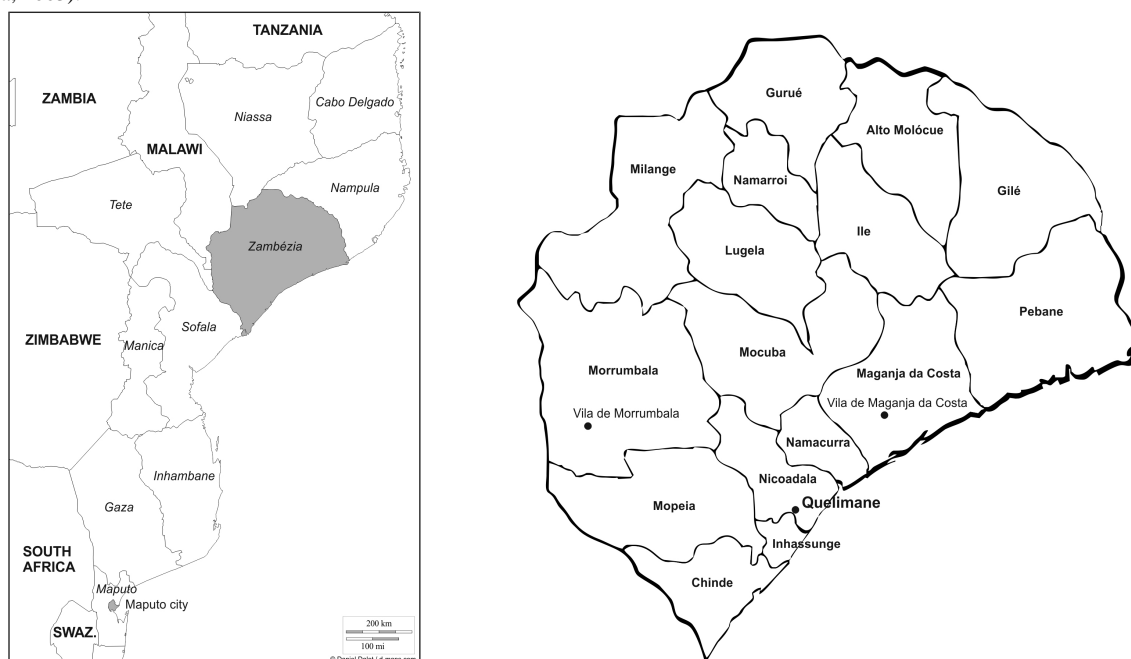 TANZANIA
ZAMBIA
Cabo Delgado
Niassa
MALAWI
Nampula
Tete
Zambézia
Sofala
ZIMBABWE
Manica
Inhambane
Gaza
SOUTH
AFRICA
Maputo
Maputo city
SWAZ.
200 km
100 mi
Gurué
Alto Molócue
Milange
Namarroi
Gilé
Ile
Lugela
Pebane
Mocuba
Morrumbala
Maganja da Costa
Vila de Maganja da Costa
Vila de Morrumbala
Namacurra
Nicoadala
Quelimane
Mopeia
Inhassunge
Chinde